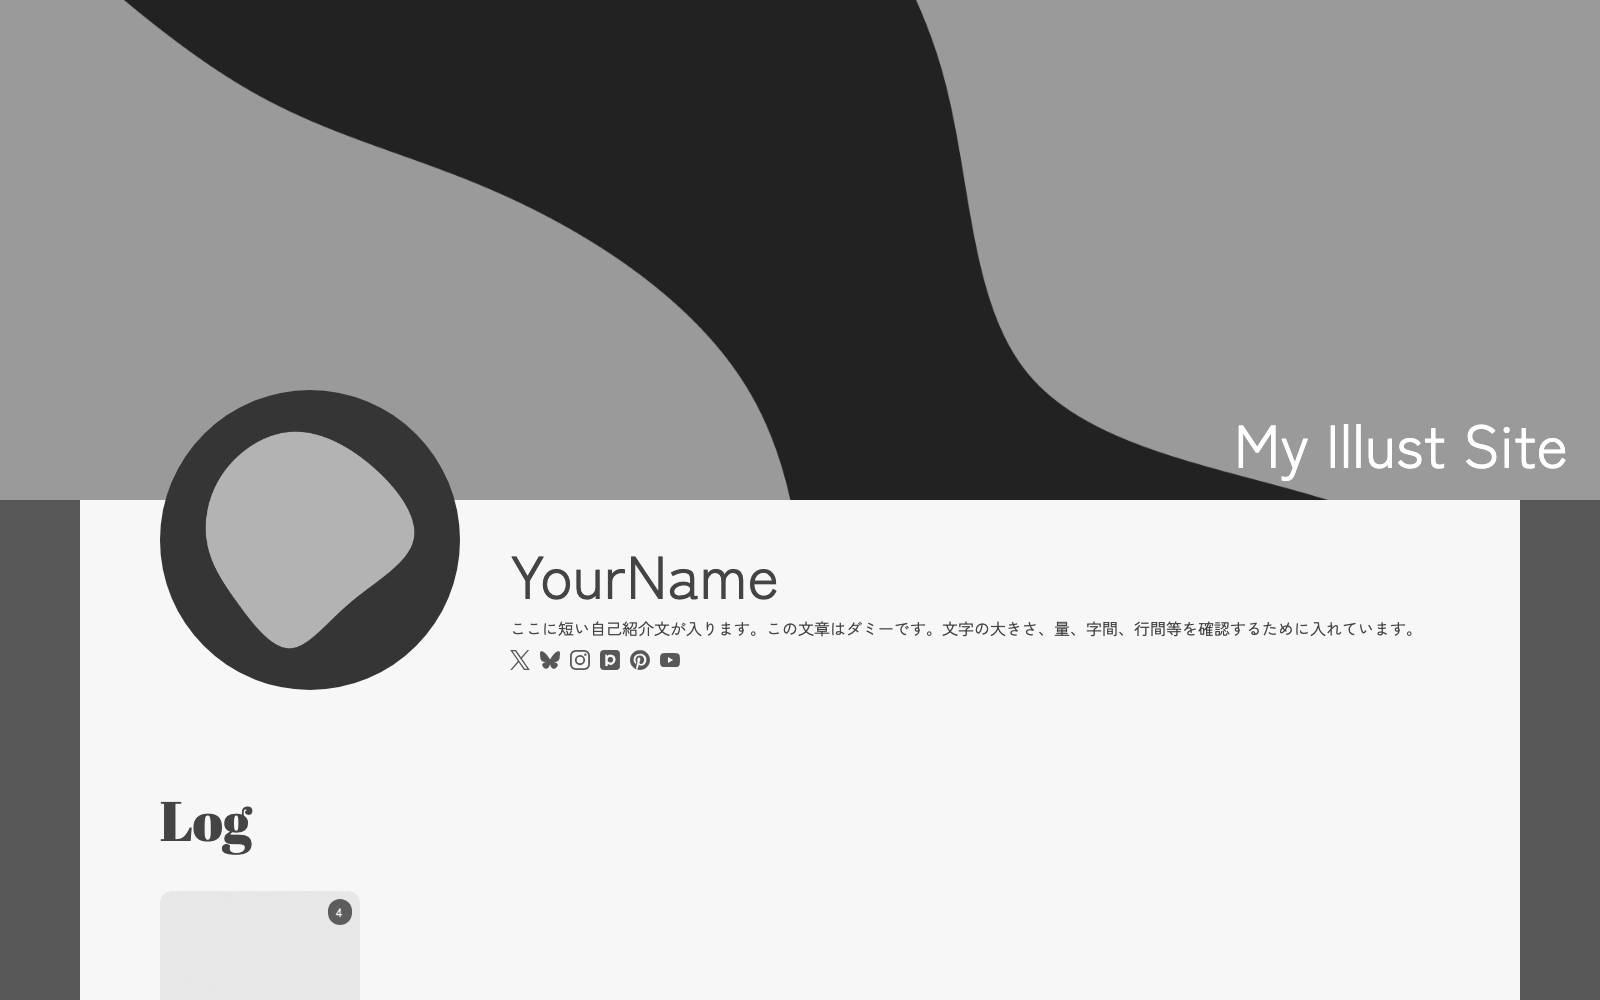 My Illust Site
YourName
ここに短い自己紹介文が入ります。この文章はダミーです。文字の大きさ、量、字間、行間等を確認するために入れています。
Log
4